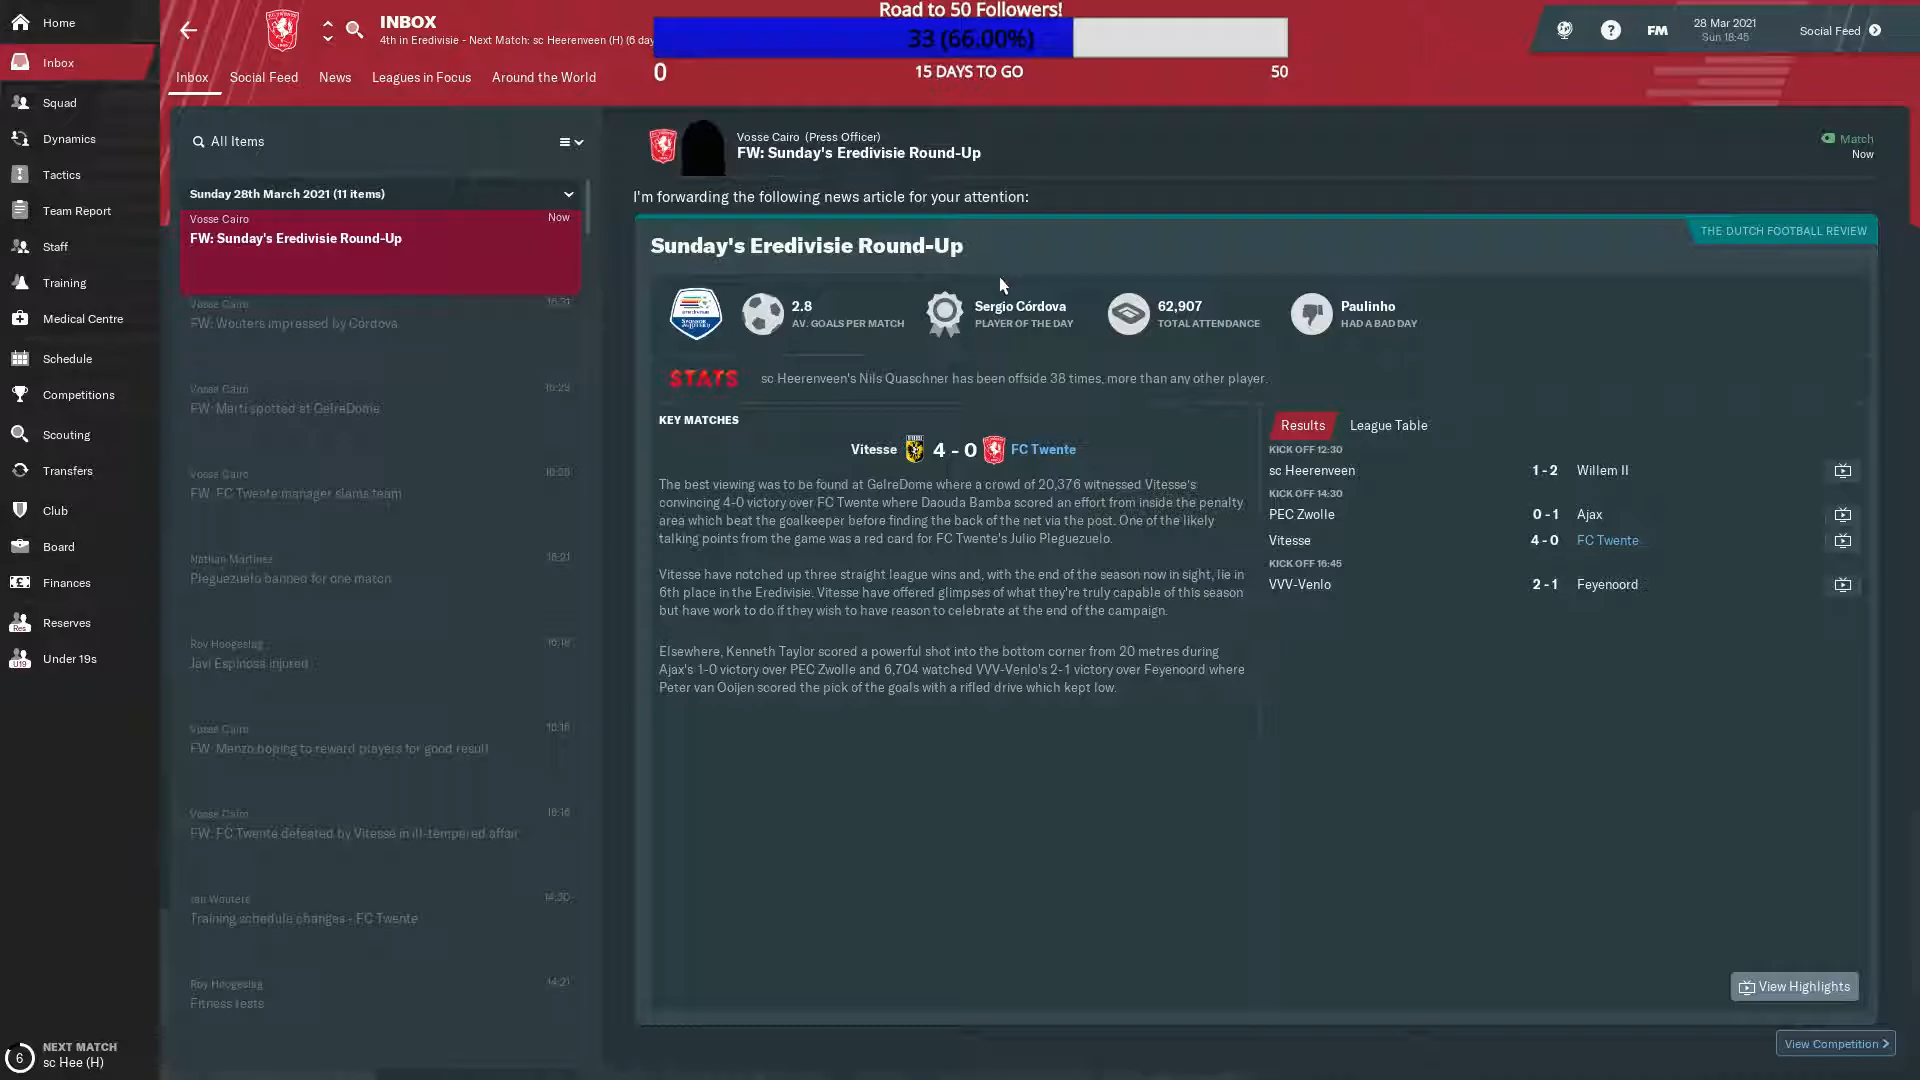 Home
Inbox
Squad
Dynamics
Tactics
Team Report
Staff
Training
Medical Centre
Schedule
Competitions
Scouting
Transfers
Club
Board
Finances
Reserves
Under 19s
NEXT MATCH
6
sc Hee (H)
INBOX
4th in Eredivisie - Next Match: sc Heerenveen (H) (6 day
Inbox Social Feed News Leagues in Focus Around the World
Road to 50 Followers!
33 (66.00%)
0 15 DAYS TO GO 50
FM
28 Mar 2021
Sun 18:45
Social Feed
All Items
Sunday 28th March 2021 (11 items)
Vosse Cairo Now
FW: Sunday's Eredivisie Round-Up
Vosse Cairo 16:31
FW: Wouters impressed by Córdova
Vosse Cairo 16:29
FW: Marti spotted at GelreDome
Vosse Cairo
FW: FC Twente manager slams team
Nathan Martinez 16:21
Pleguezuelo banned for one match
Roy Hoogeslag 16:18
Javi Espinosa injured
Vosse Cairo 16:16
FW: Menzo hoping to reward players for good result
Vosse Cairo 16:16
FW: FC Twente defeated by Vitesse in ill-tempered affair
Jan Wouters 14:30
Training schedule changes - FC Twente
Roy Hoogeslag 14:21
Fitness tests
Vosse Cairo (Press Officer)
FW: Sunday's Eredivisie Round-Up
Match
Now
I'm forwarding the following news article for your attention:
THE DUTCH FOOTBALL REVIEW
Sunday's Eredivisie Round-Up
2.8
AV. GOALS PER MATCH
Sergio Córdova
PLAYER OF THE DAY
62,907
TOTAL ATTENDANCE
Paulinho
HAD A BAD DAY
STATS sc Heerenveen's Nils Quaschner has been offside 38 times, more than any other player.
KEY MATCHES
Vitesse 4 - 0 FC Twente
The best viewing was to be found at GelreDome where a crowd of 20,376 witnessed Vitesse's
convincing 4-0 victory over FC Twente where Daouda Bamba scored an effort from inside the penalty
area which beat the goalkeeper before finding the back of the net via the post. One of the likely
talking points from the game was a red card for FC Twente's Julio Pleguezuelo.
Vitesse have notched up three straight league wins and, with the end of the season now in sight, lie in
6th place in the Eredivisie. Vitesse have offered glimpses of what they're truly capable of this season
but have work to do if they wish to have reason to celebrate at the end of the campaign.
Elsewhere, Kenneth Taylor scored a powerful shot into the bottom corner from 20 metres during
Ajax's 1-0 victory over PEC Zwolle and 6,704 watched VVV-Venlo's 2-1 victory over Feyenoord where
Peter van Ooijen scored the pick of the goals with a rifled drive which kept low.
Results League Table
KICK OFF 12:30
sc Heerenveen 1 - 2 Willem II
KICK OFF 14:30
PEC Zwolle 0 - 1 Ajax
Vitesse 4 - 0 FC Twente
KICK OFF 16:45
VVV-Venlo 2 - 1 Feyenoord
View Highlights
View Competition